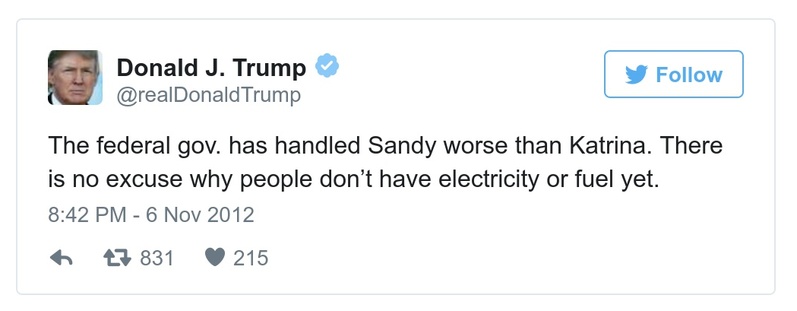 Donald J. Trump
@realDonaldTrump
Follow
The federal gov. has handled Sandy worse than Katrina. There
is no excuse why people don’t have electricity or fuel yet.
8:42 PM - 6 Nov 2012
831 215